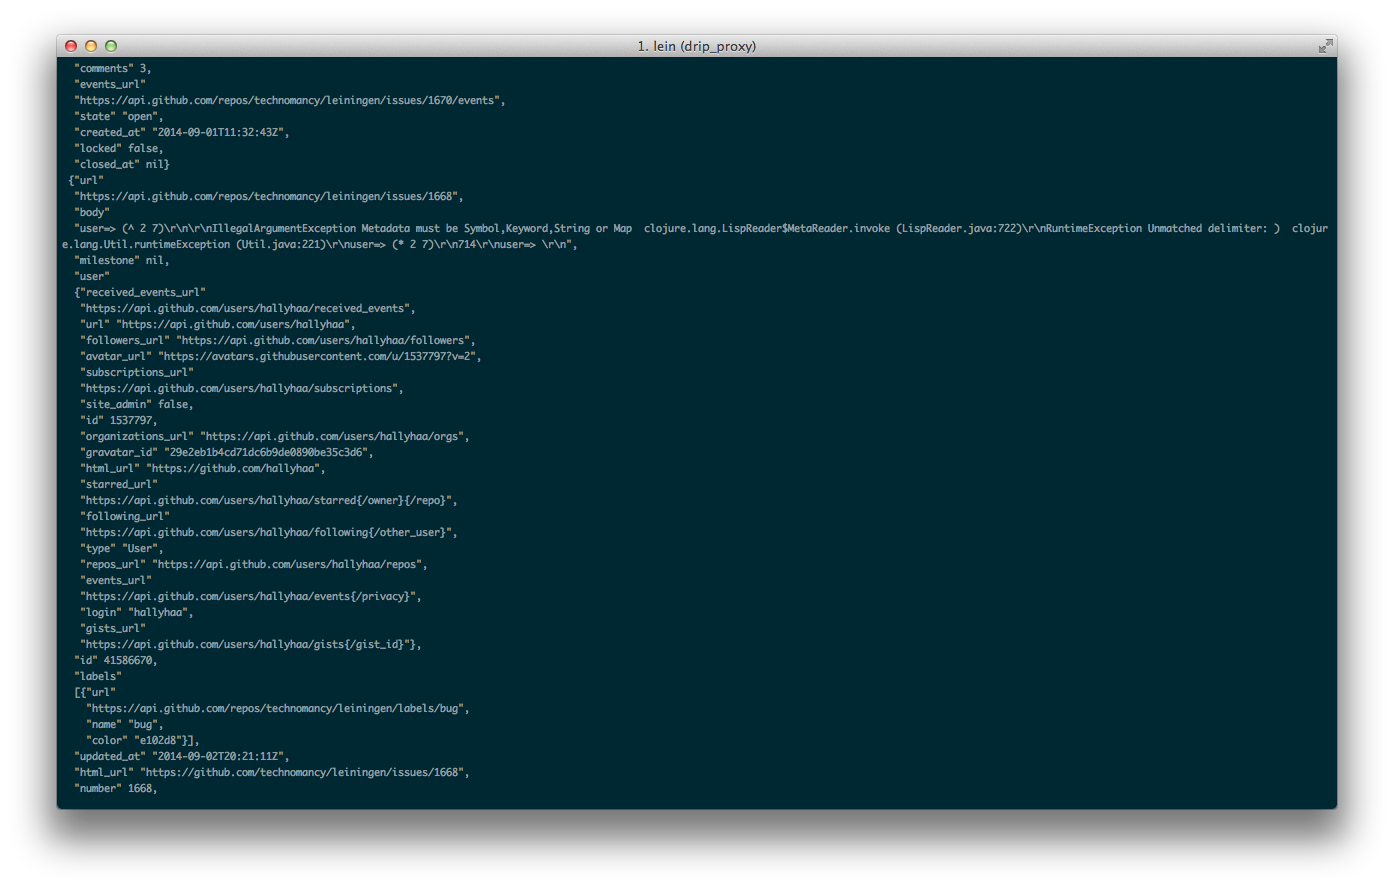 1. lein (drip_proxy)
"comments" 3,
"events_url"
"https://api.github.com/repos/technomancy/leiningen/issues/1670/events",
"state" "open",
"created_at" "2014-09-01T11:32:43Z",
"locked" false,
"closed_at" nil}
{"url"
"https://api.github.com/repos/technomancy/leiningen/issues/1668",
"body"
"user=> (^ 2 7)\r\n\r\nIllegalArgumentException Metadata must be Symbol,Keyword,String or Map  clojure.lang.LispReader$MetaReader.invoke (LispReader.java:722)\r\nRuntimeException Unmatched delimiter: )  clojur
e.lang.Util.runtimeException (Util.java:221)\r\nuser=> (* 2 7)\r\n714\r\nuser=> \r\n",
"milestone" nil,
"user"
{"received_events_url"
"https://api.github.com/users/hallyhaa/received_events",
"url" "https://api.github.com/users/hallyhaa",
"followers_url" "https://api.github.com/users/hallyhaa/followers",
"avatar_url" "https://avatars.githubusercontent.com/u/1537797?v=2",
"subscriptions_url"
"https://api.github.com/users/hallyhaa/subscriptions",
"site_admin" false,
"id" 1537797,
"organizations_url" "https://api.github.com/users/hallyhaa/orgs",
"gravatar_id" "29e2eb1b4cd71dc6b9de0890be35c3d6",
"html_url" "https://github.com/hallyhaa",
"starred_url"
"https://api.github.com/users/hallyhaa/starred{/owner}{/repo}",
"following_url"
"https://api.github.com/users/hallyhaa/following{/other_user}",
"type" "User",
"repos_url" "https://api.github.com/users/hallyhaa/repos",
"events_url"
"https://api.github.com/users/hallyhaa/events{/privacy}",
"login" "hallyhaa",
"gists_url"
"https://api.github.com/users/hallyhaa/gists{/gist_id}"},
"id" 41586670,
"labels"
[{"url"
"https://api.github.com/repos/technomancy/leiningen/labels/bug",
"name" "bug",
"color" "e102d8"}],
"updated_at" "2014-09-02T20:21:11Z",
"html_url" "https://github.com/technomancy/leiningen/issues/1668",
"number" 1668,